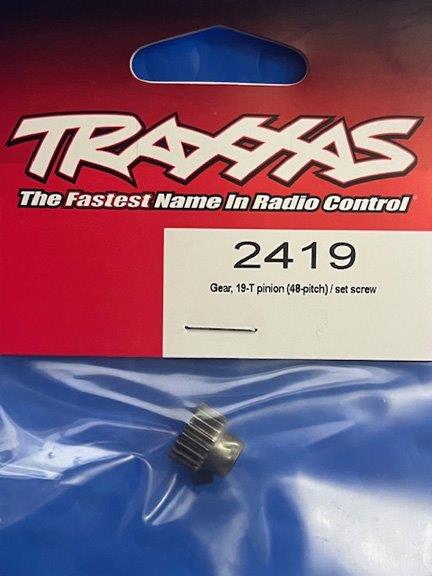 TRAXXAS
The Fastest Name In Radio Control
2419
Gear, 19-T pinion (48-pitch) / set screw